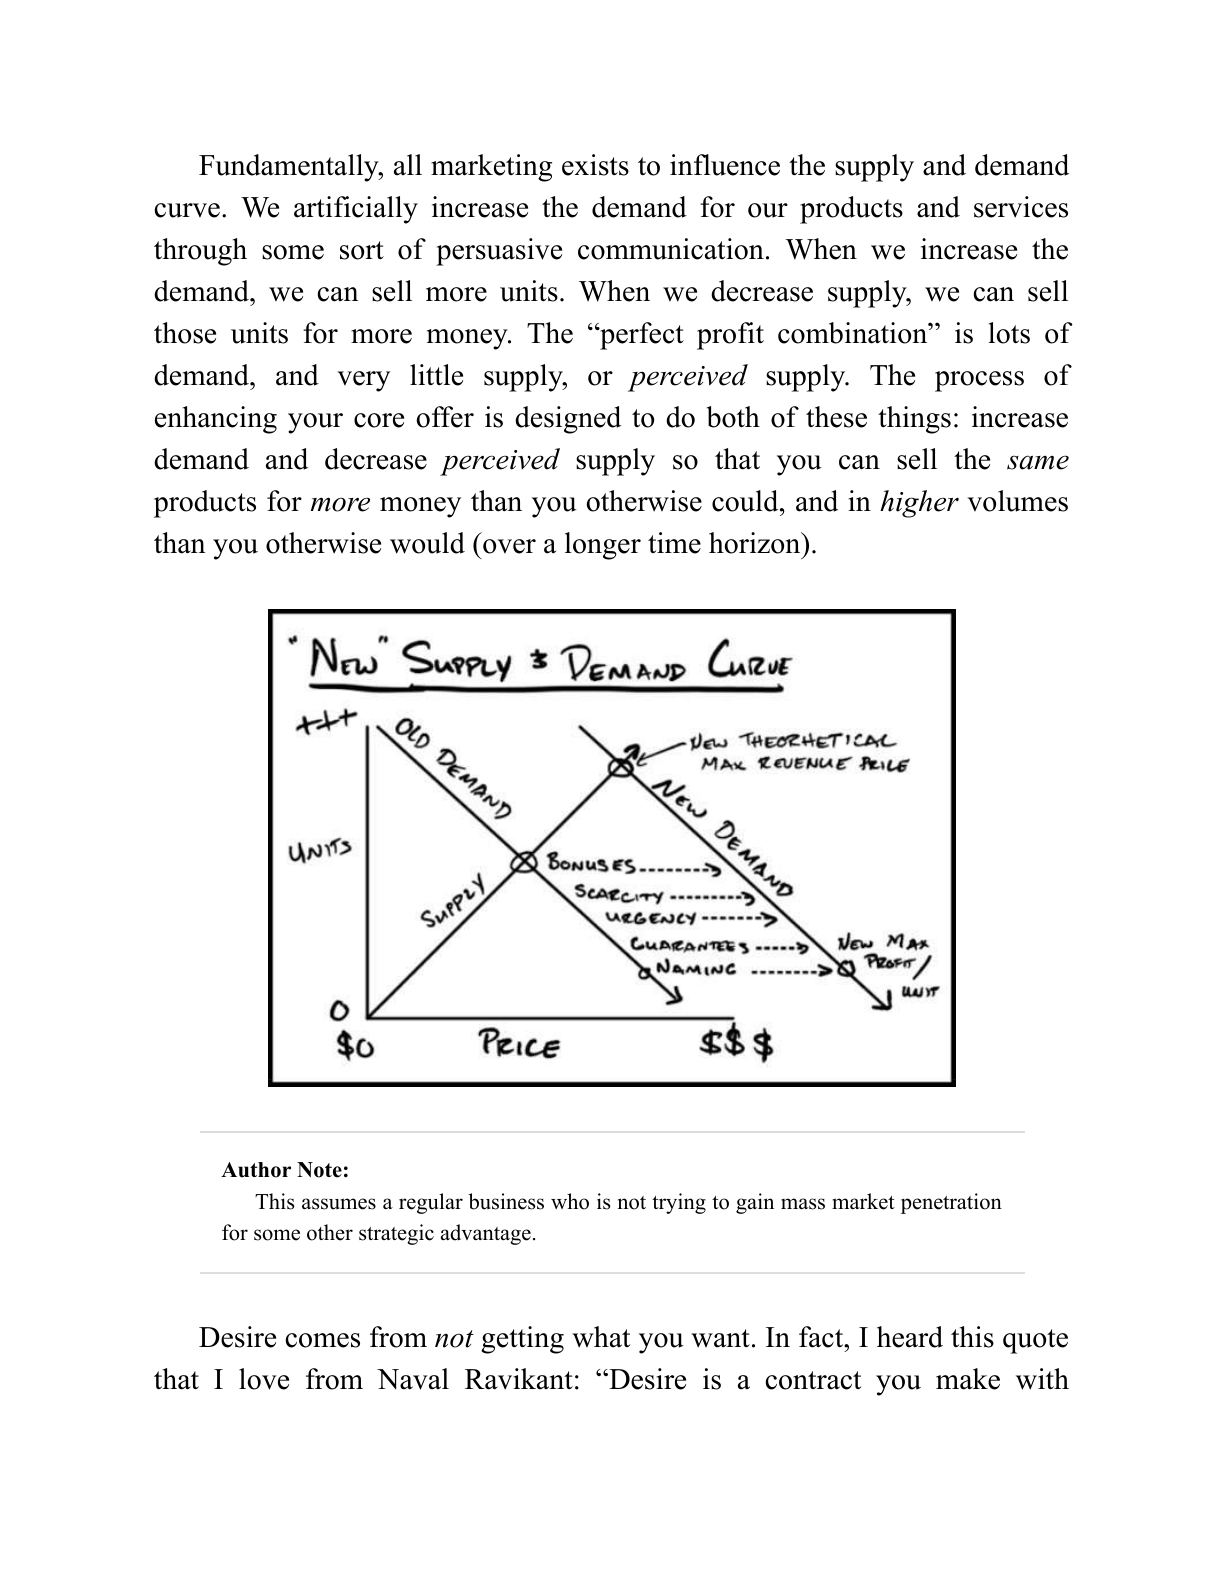 Fundamentally, all marketing exists to influence the supply and demand
curve. We artificially increase the demand for our products and services
through some sort of persuasive communication. When we increase the
demand, we can sell more units. When we decrease supply, we can sell
those units for more money. The “perfect profit combination” is lots of
demand, and very little supply, or perceived supply. The process of
enhancing your core offer is designed to do both of these things: increase
demand and decrease perceived supply so that you can sell the same
products for more money than you otherwise could, and in higher volumes
than you otherwise would (over a longer time horizon).
"NEW" SUPPLY & DEMAND CURVE
+++
OLD DEMAND
NEW THEORHETICAL
MAX REVENUE PRICE
NEW DEMAND
UNITS
SUPPLY
BONUSES
SCARCITY
URGENCY
GUARANTEES
NAMING
NEW MAX
PROFIT/
UNIT
0
$0
PRICE
$$$
Author Note:
This assumes a regular business who is not trying to gain mass market penetration
for some other strategic advantage.
Desire comes from not getting what you want. In fact, I heard this quote
that I love from Naval Ravikant: “Desire is a contract you make with